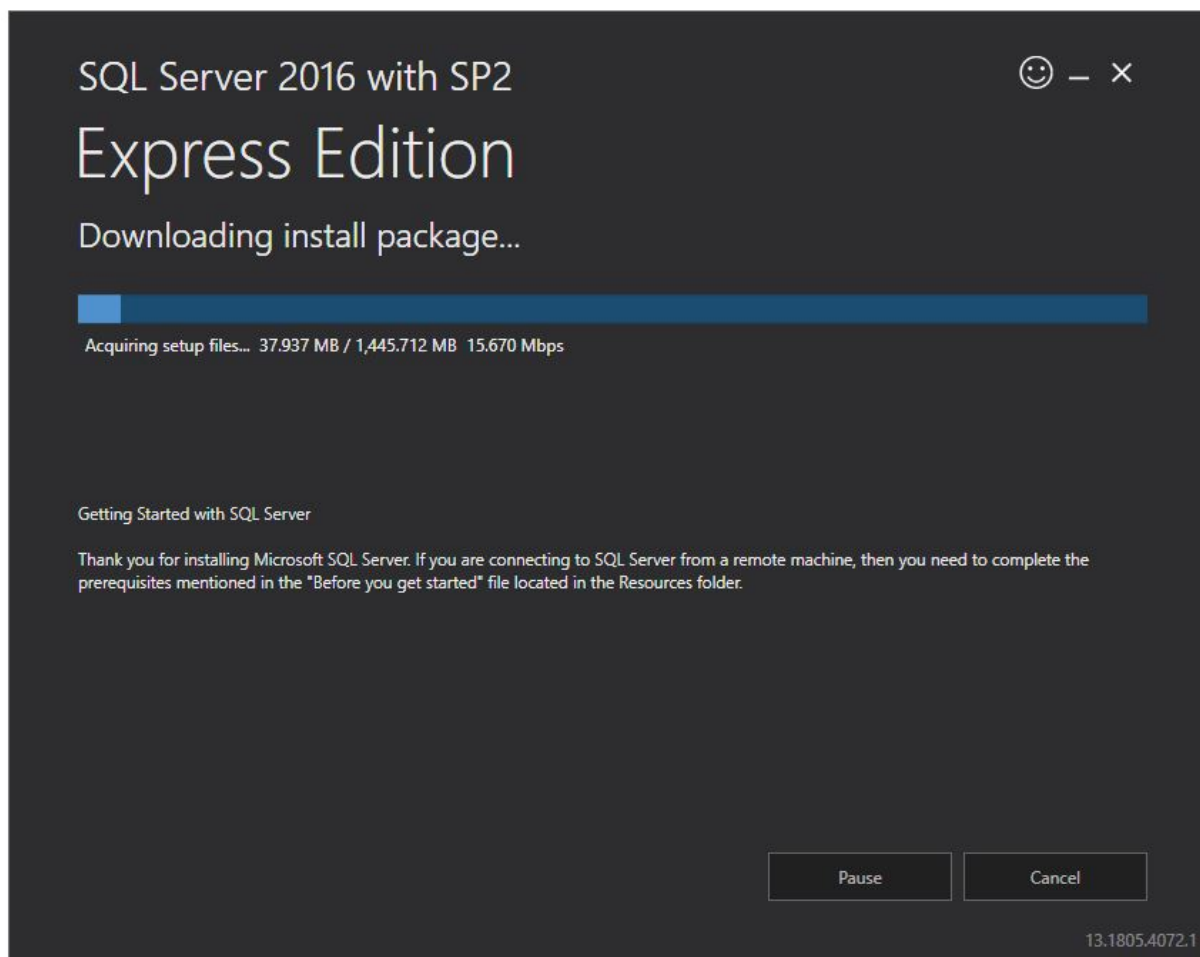 SQL Server 2016 with SP2
Express Edition
Downloading install package...
Acquiring setup files... 37.937 MB / 1,445.712 MB 15.670 Mbps
Getting Started with SQL Server
Thank you for installing Microsoft SQL Server. If you are connecting to SQL Server from a remote machine, then you need to complete the
prerequisites mentioned in the "Before you get started" file located in the Resources folder.
Pause Cancel
13.1805.4072.1